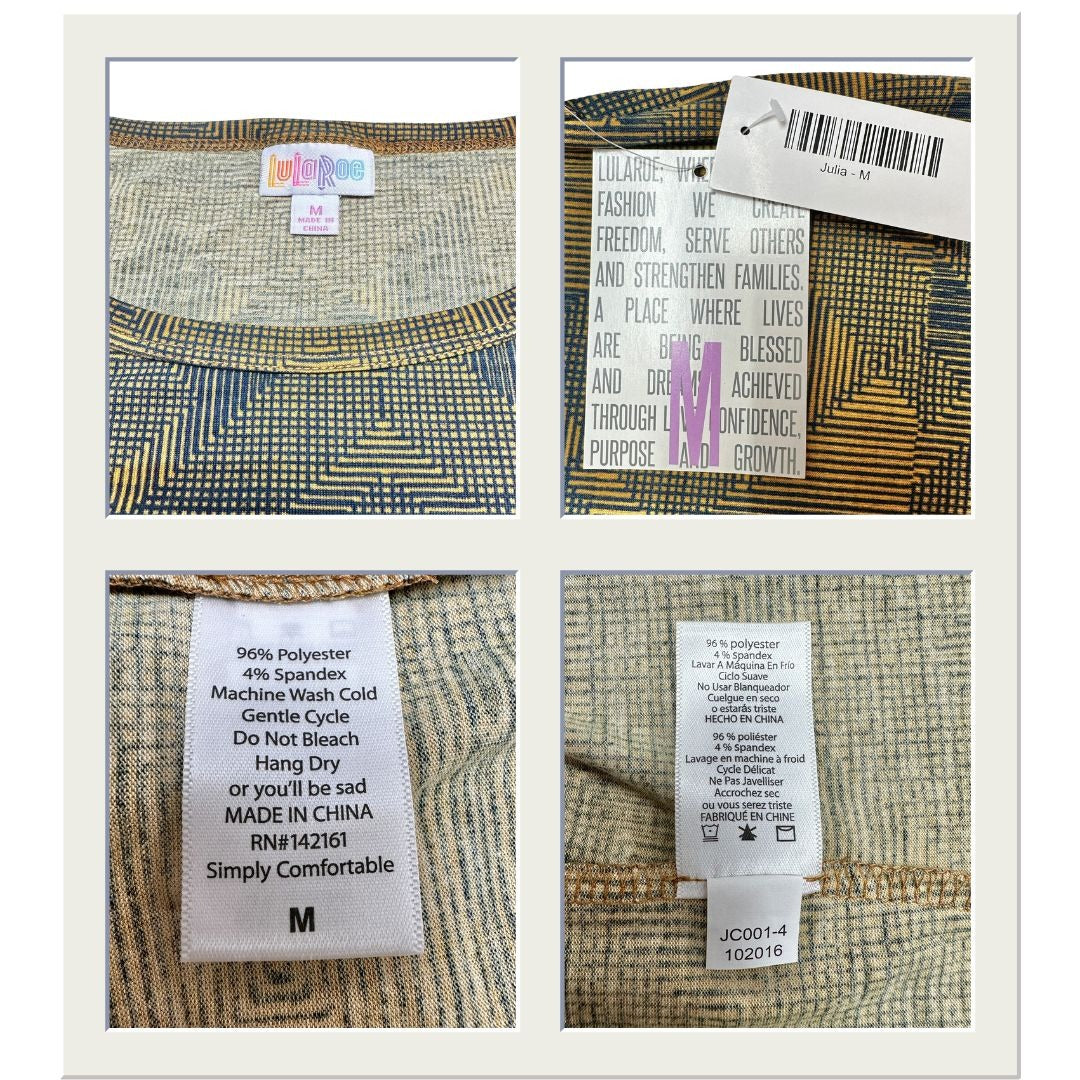 LuLaRoe
M
MADE IN
CHINA
Julia - M
LULAROE; WHE
FASHION WE CREATE
FREEDOM, SERVE OTHERS
AND STRENGTHEN FAMILIES.
A PLACE WHERE LIVES
ARE BEING BLESSED
AND DREAMS ACHIEVED
THROUGH L ONFIDENCE,
PURPOSE AND GROWTH.
M
96% Polyester
4% Spandex
Machine Wash Cold
Gentle Cycle
Do Not Bleach
Hang Dry
or you'll be sad
MADE IN CHINA
RN#142161
Simply Comfortable
M
96 % polyester
4 % Spandex
Lavar A Máquina En Frío
Ciclo Suave
No Usar Blanqueador
Cuelgue en seco
o estarás triste
HECHO EN CHINA
96 % poliéster
4 % Spandex
Lavage en machine à froid
Cycle Délicat
Ne Pas Javelliser
Accrochez sec
ou vous serez triste
FABRIQUÉ EN CHINE
JC001-4
102016